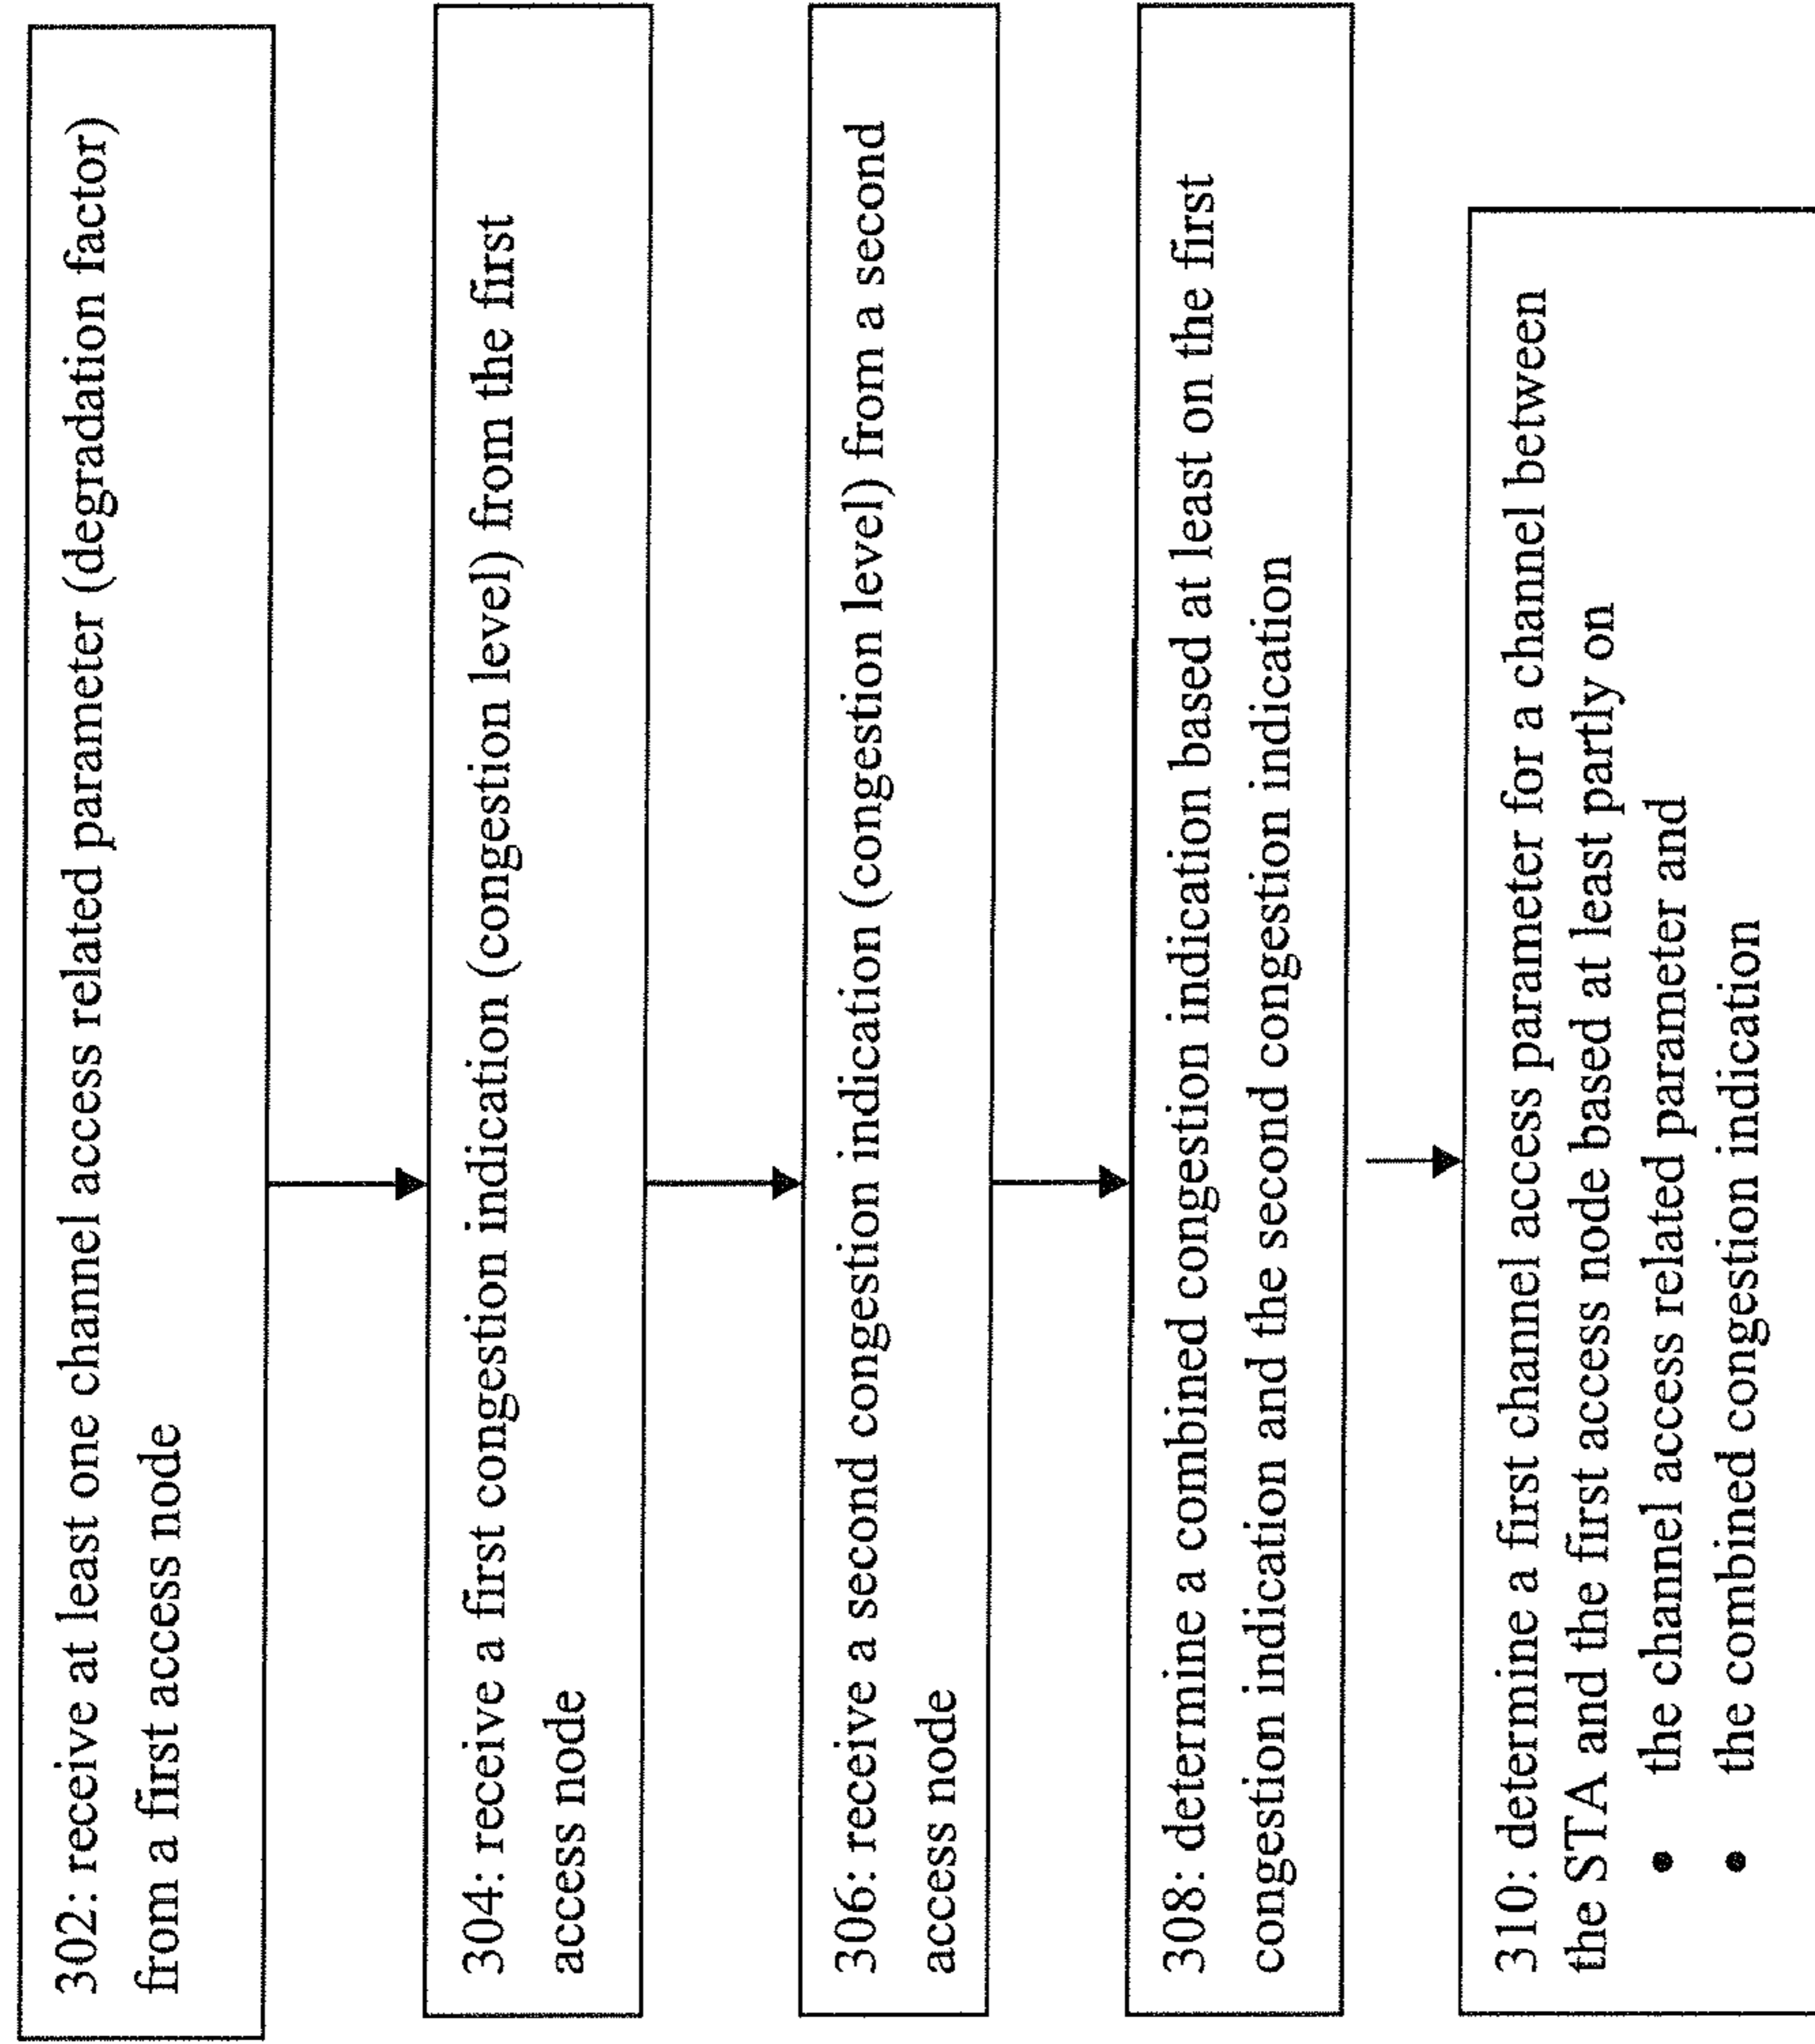 302: receive at least one channel access related parameter (degradation factor)
from a first access node
304: receive a first congestion indication (congestion level) from the first
access node
306: receive a second congestion indication (congestion level) from a second
access node
308: determine a combined congestion indication based at least on the first
congestion indication and the second congestion indication
310: determine a first channel access parameter for a channel between
the STA and the first access node based at least partly on
• the channel access related parameter and
• the combined congestion indication